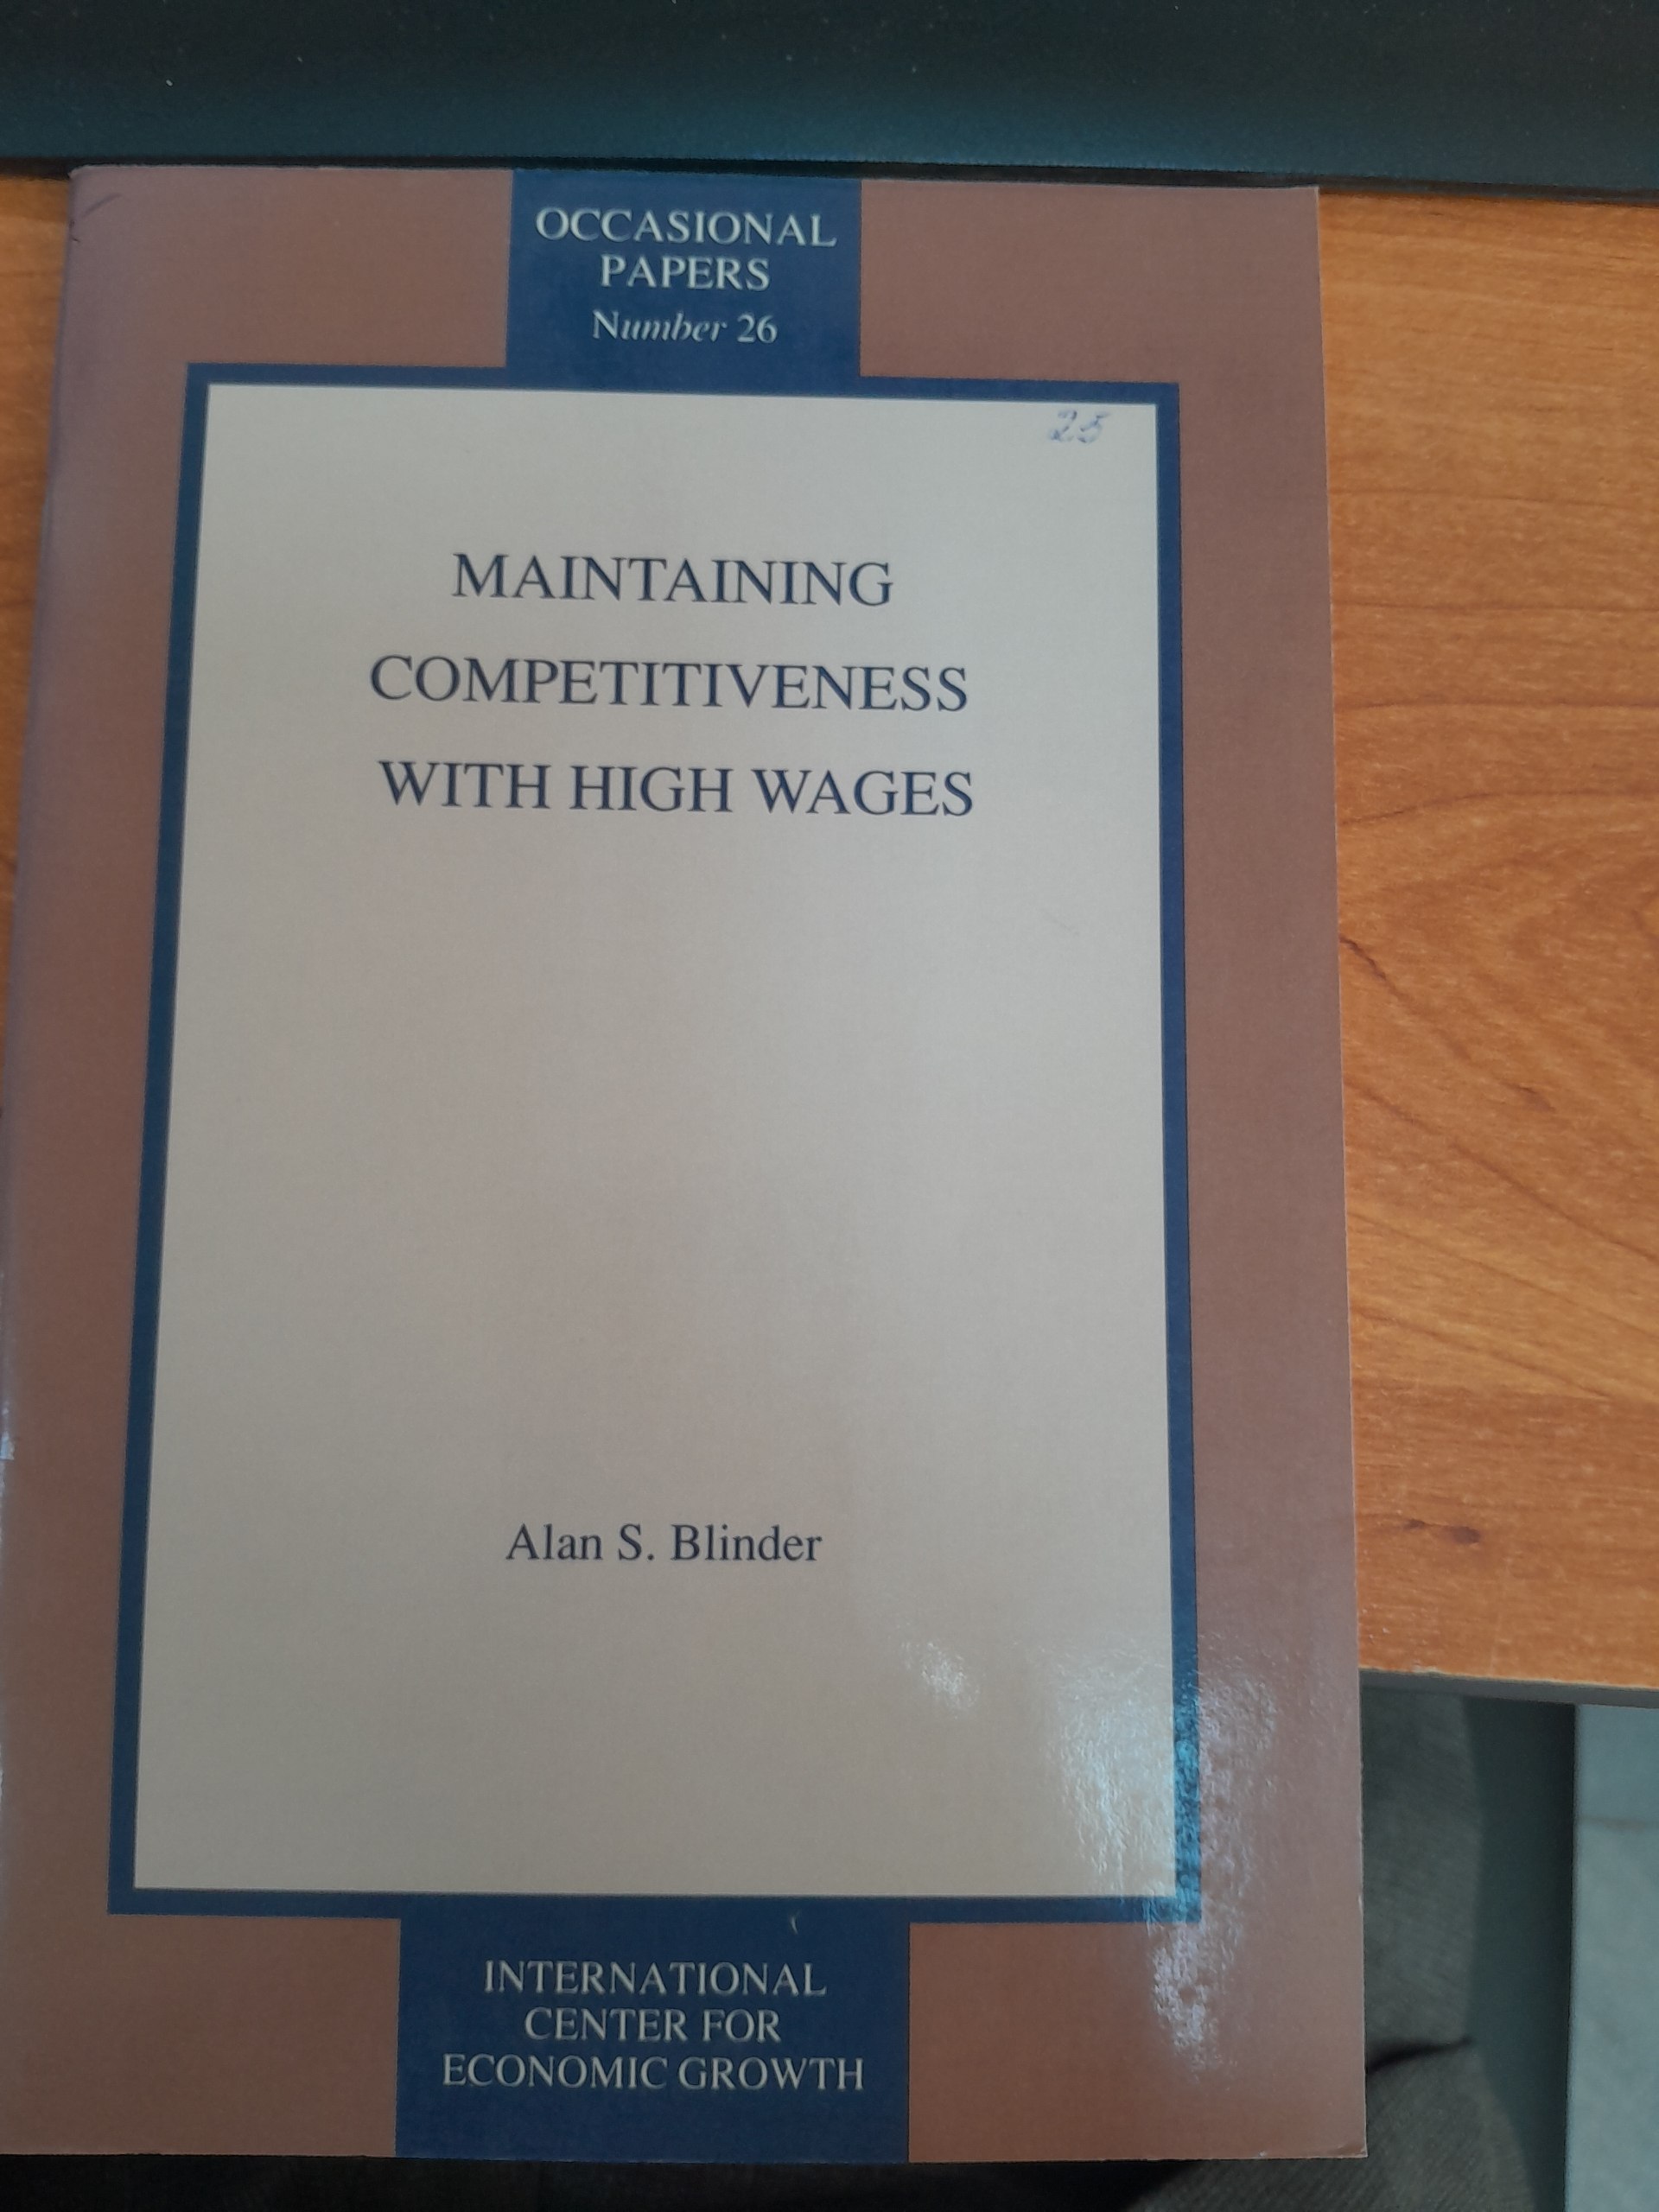 OCCASIONAL
PAPERS
Number 26
25
MAINTAINING
COMPETITIVENESS
WITH HIGH WAGES
Alan S. Blinder
INTERNATIONAL
CENTER FOR
ECONOMIC GROWTH